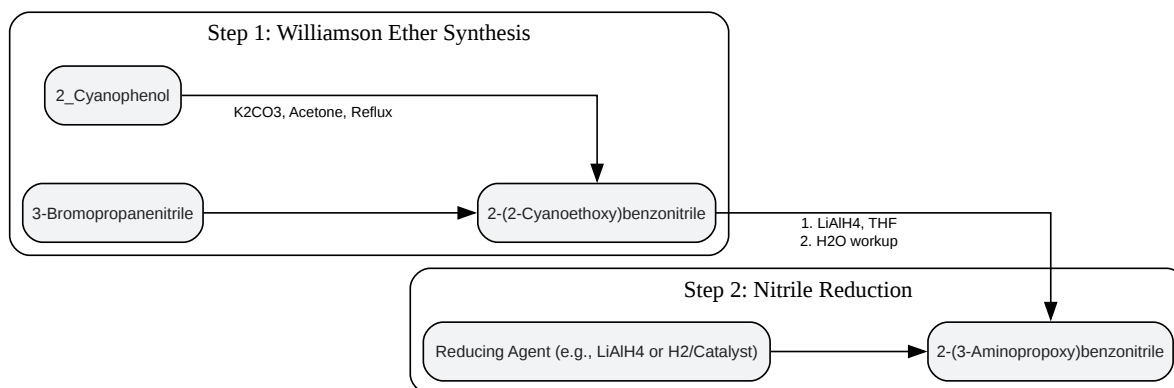 Step 1: Williamson Ether Synthesis
2_Cyanophenol
K2CO3, Acetone, Reflux
3-Bromopropanenitrile
2-(2-Cyanoethoxy)benzonitrile
1. LiAlH4, THF
2. H2O workup
Step 2: Nitrile Reduction
Reducing Agent (e.g., LiAlH4 or H2/Catalyst)
2-(3-Aminopropoxy)benzonitrile